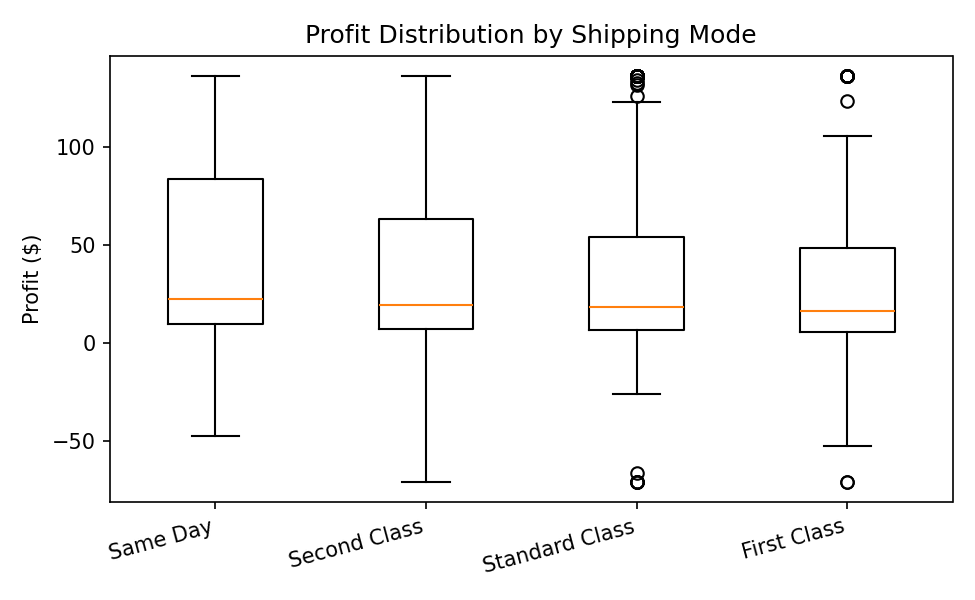 Profit Distribution by Shipping Mode
Profit ($)
100
50
0
−50
Same Day
Second Class
Standard Class
First Class